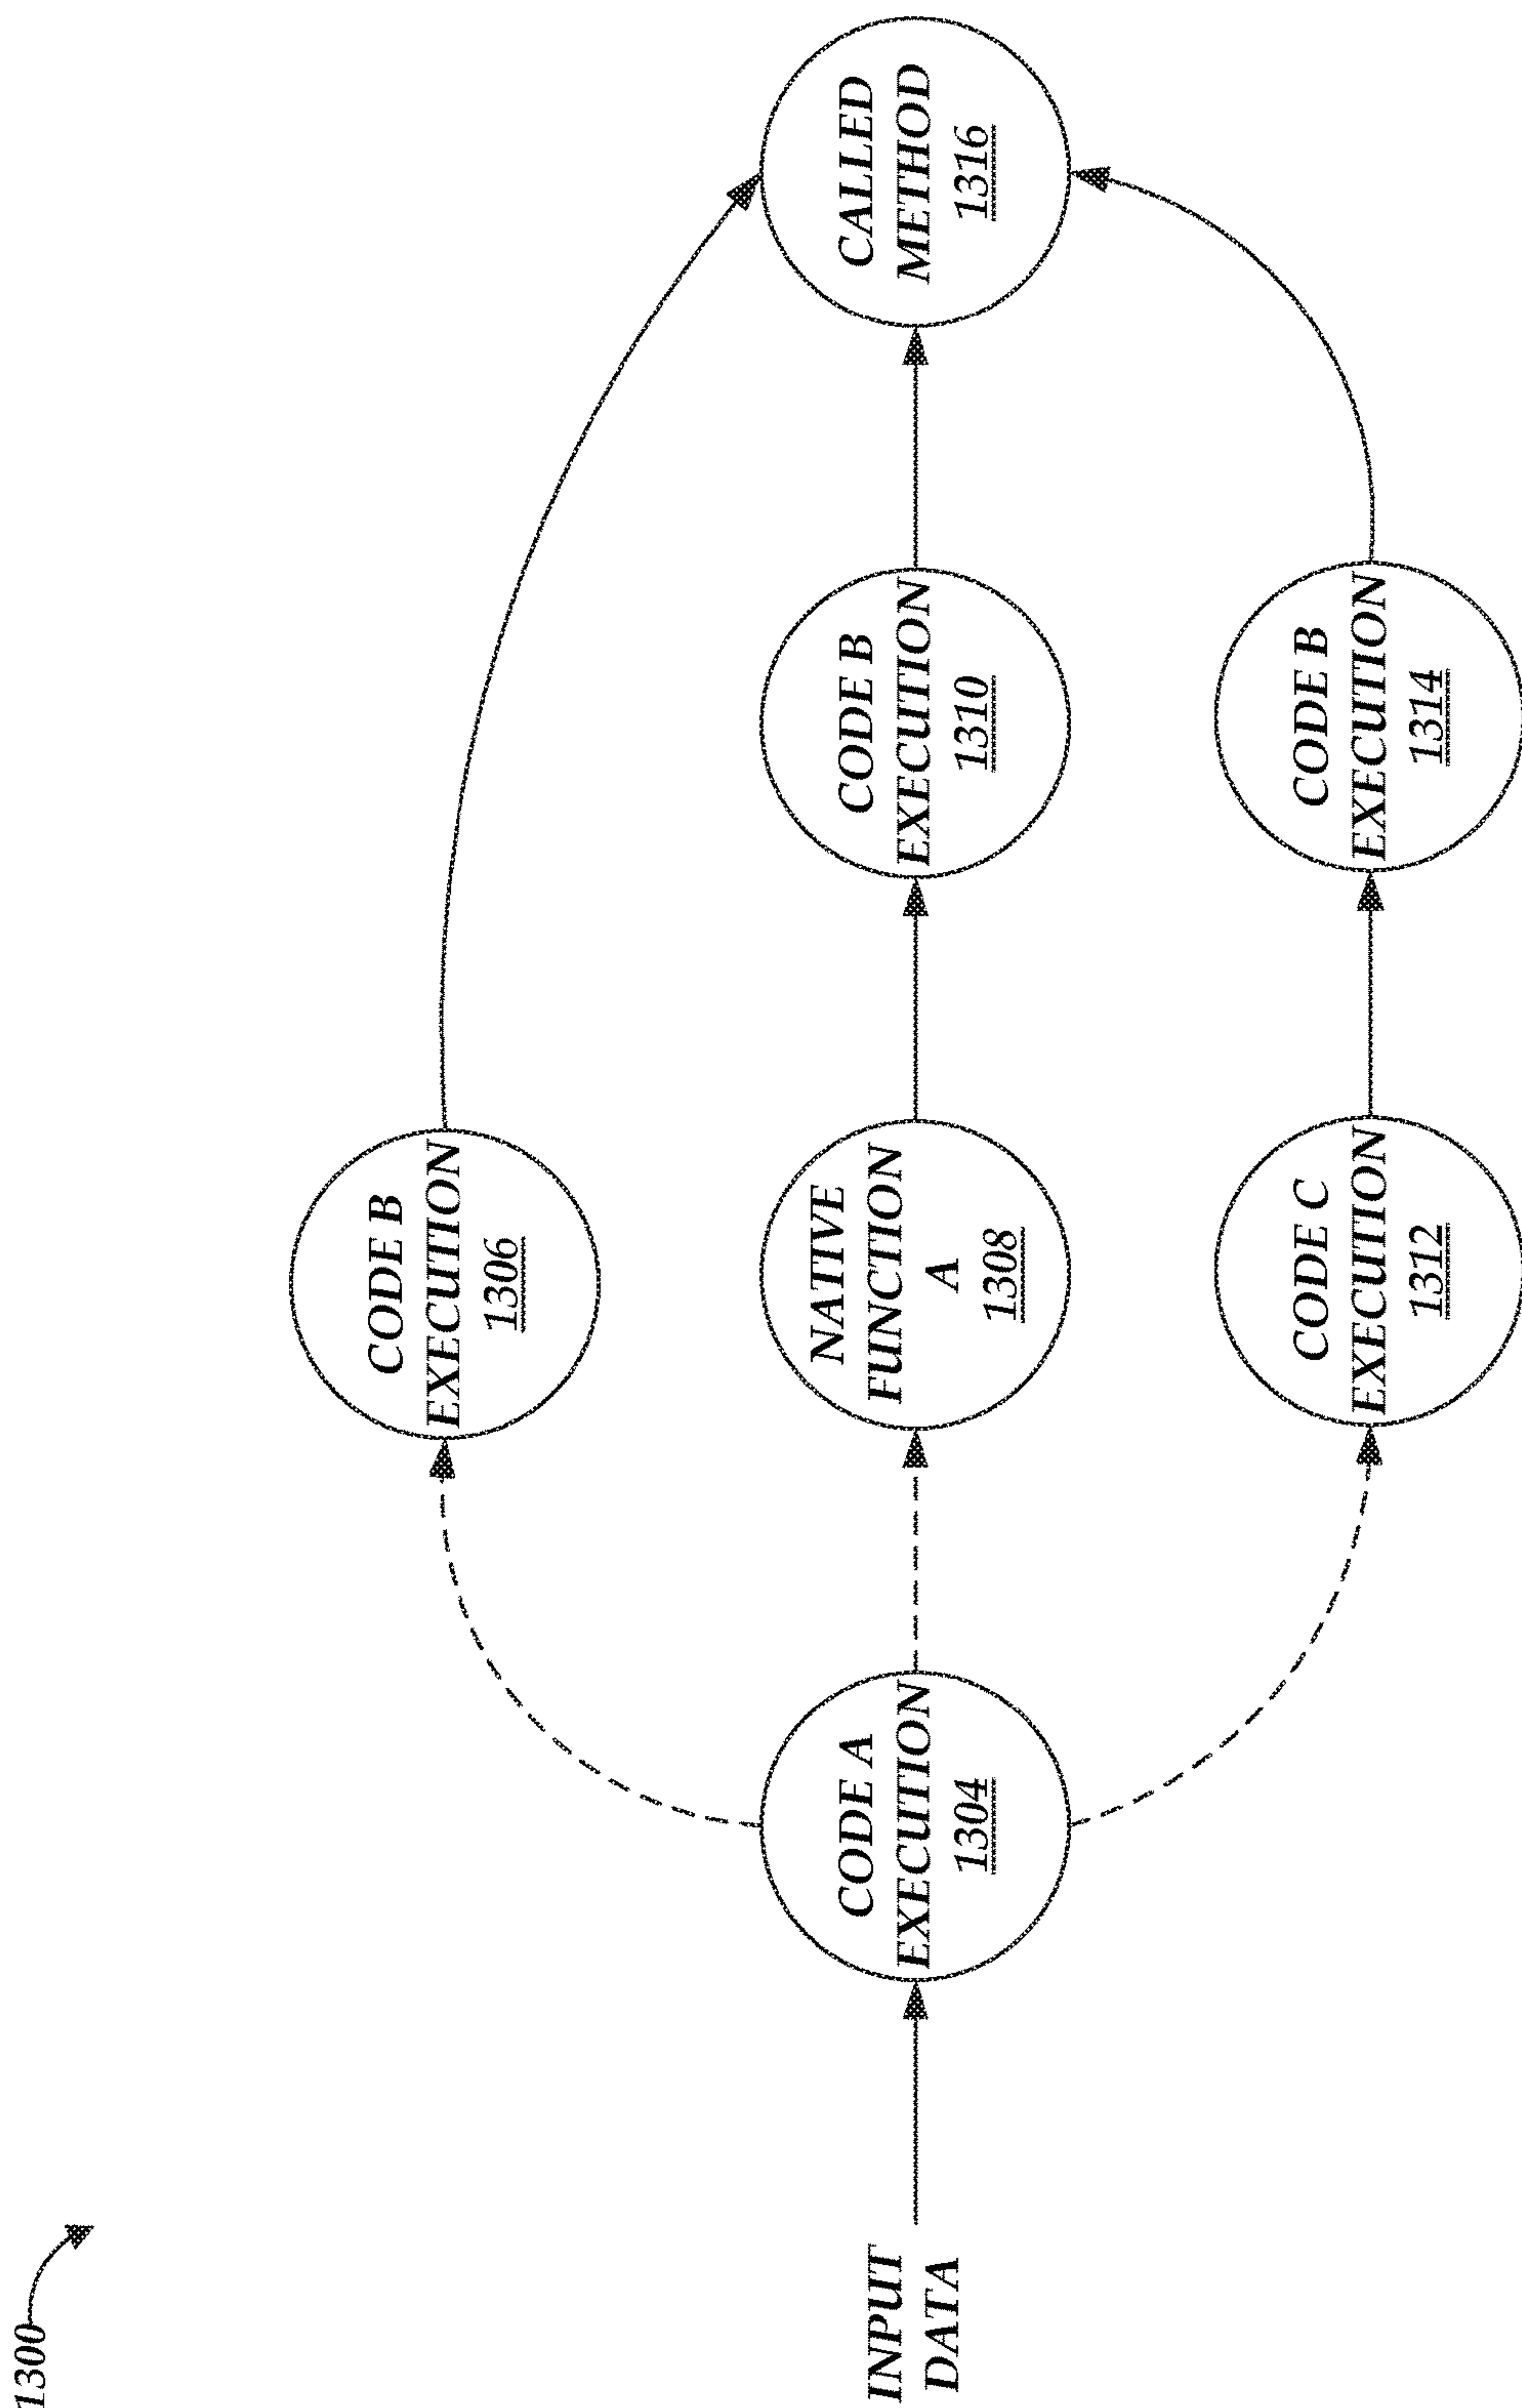 1300
INPUT
DATA
CODE A
EXECUTION
1304
CODE B
EXECUTION
1306
NATIVE
FUNCTION
A
1308
CODE C
EXECUTION
1312
CODE B
EXECUTION
1310
CODE B
EXECUTION
1314
CALLED
METHOD
1316